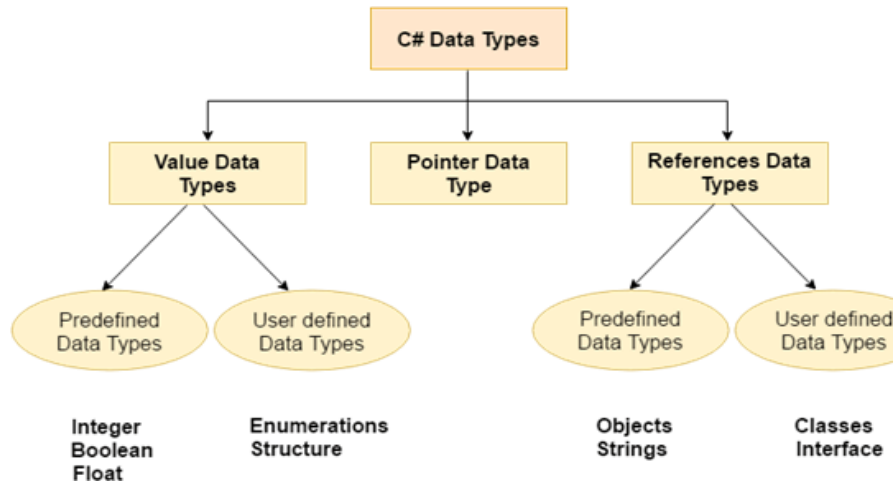 C# Data Types
Value Data
Types
Pointer Data
Type
References Data
Types
Predefined
Data Types
User defined
Data Types
Predefined
Data Types
User defined
Data Types
Integer
Boolean
Float
Enumerations
Structure
Objects
Strings
Classes
Interface